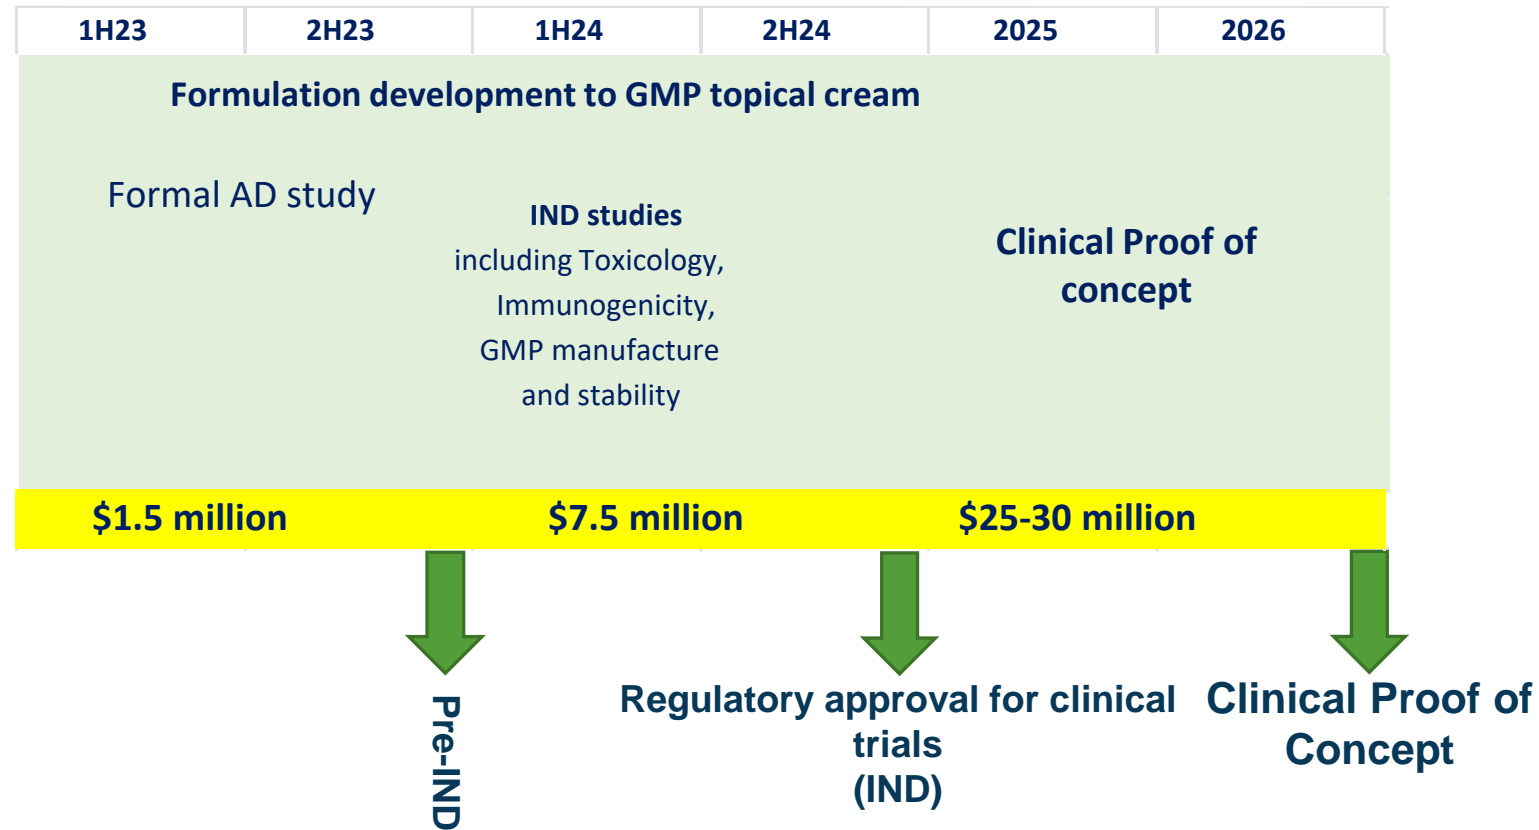 1H23 2H23 1H24 2H24 2025 2026
Formulation development to GMP topical cream
Formal AD study
IND studies
including Toxicology,
Immunogenicity,
GMP manufacture
and stability
Clinical Proof of
concept
$1.5 million $7.5 million $25-30 million
Pre-IND
Regulatory approval for clinical
trials
(IND)
Clinical Proof of
Concept